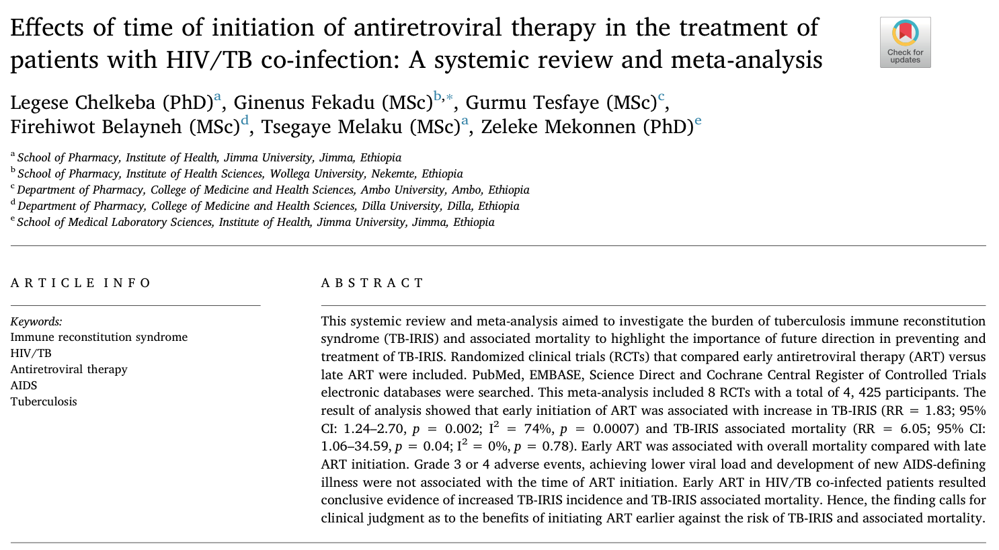 Effects of time of initiation of antiretroviral therapy in the treatment of
patients with HIV/TB co-infection: A systemic review and meta-analysis
Check for
updates
Legese Chelkeba (PhD)a, Ginenus Fekadu (MSc)b,*, Gurmu Tesfaye (MSc)c,
Firehiwot Belayneh (MSc)d, Tsegaye Melaku (MSc)a, Zeleke Mekonnen (PhD)e
a School of Pharmacy, Institute of Health, Jimma University, Jimma, Ethiopia
b School of Pharmacy, Institute of Health Sciences, Wollega University, Nekemte, Ethiopia
c Department of Pharmacy, College of Medicine and Health Sciences, Ambo University, Ambo, Ethiopia
d Department of Pharmacy, College of Medicine and Health Sciences, Dilla University, Dilla, Ethiopia
e School of Medical Laboratory Sciences, Institute of Health, Jimma University, Jimma, Ethiopia
ARTICLE INFO
Keywords:
Immune reconstitution syndrome
HIV/TB
Antiretroviral therapy
AIDS
Tuberculosis
ABSTRACT
This systemic review and meta-analysis aimed to investigate the burden of tuberculosis immune reconstitution
syndrome (TB-IRIS) and associated mortality to highlight the importance of future direction in preventing and
treatment of TB-IRIS. Randomized clinical trials (RCTs) that compared early antiretroviral therapy (ART) versus
late ART were included. PubMed, EMBASE, Science Direct and Cochrane Central Register of Controlled Trials
electronic databases were searched. This meta-analysis included 8 RCTs with a total of 4, 425 participants. The
result of analysis showed that early initiation of ART was associated with increase in TB-IRIS (RR = 1.83; 95%
CI: 1.24–2.70, p = 0.002; I2 = 74%, p = 0.0007) and TB-IRIS associated mortality (RR = 6.05; 95% CI:
1.06–34.59, p = 0.04; I2 = 0%, p = 0.78). Early ART was associated with overall mortality compared with late
ART initiation. Grade 3 or 4 adverse events, achieving lower viral load and development of new AIDS-defining
illness were not associated with the time of ART initiation. Early ART in HIV/TB co-infected patients resulted
conclusive evidence of increased TB-IRIS incidence and TB-IRIS associated mortality. Hence, the finding calls for
clinical judgment as to the benefits of initiating ART earlier against the risk of TB-IRIS and associated mortality.